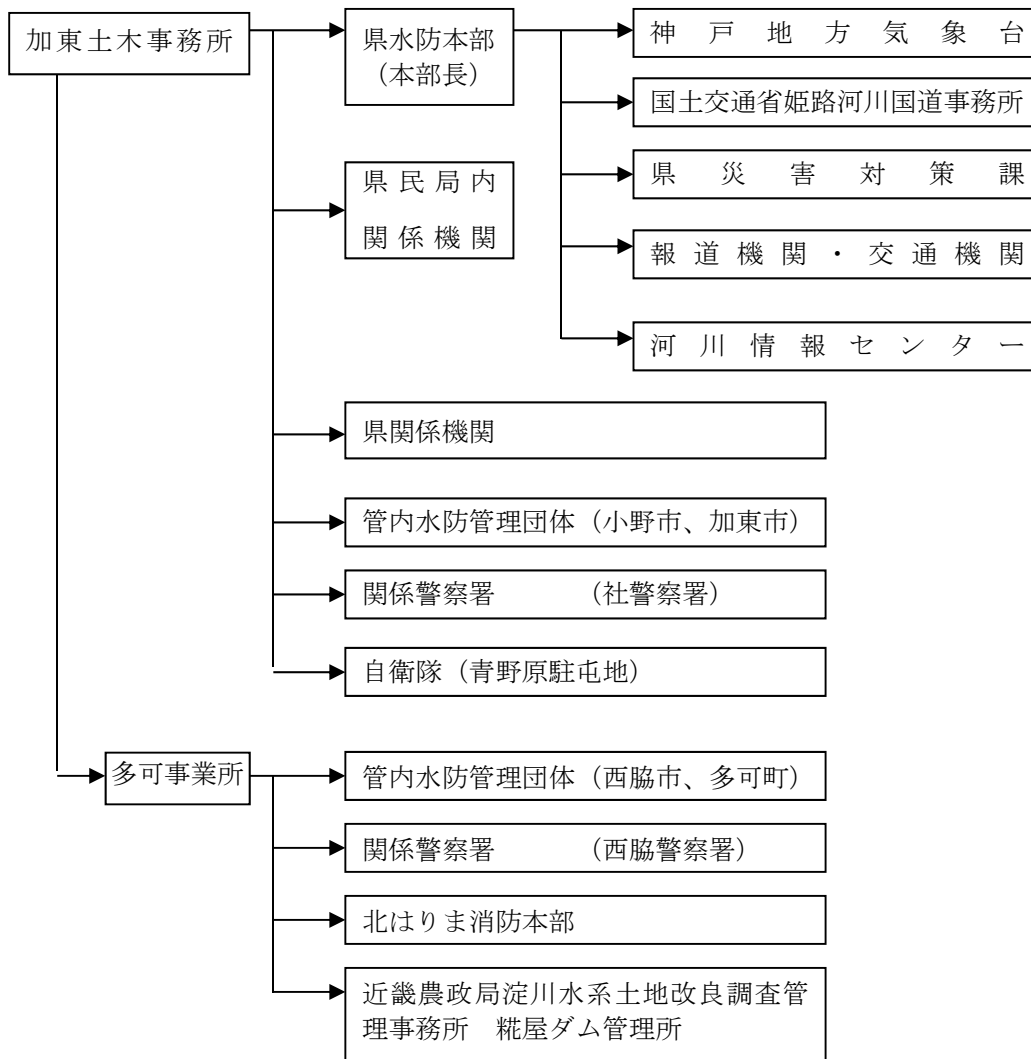 加東土木事務所
県水防本部
（本部長）
神戸地方気象台
国土交通省姫路河川国道事務所
県災害対策課
報道機関・交通機関
河川情報センター
県民局内
関係機関
県関係機関
管内水防管理団体（小野市、加東市）
関係警察署　　　（社警察署）
自衛隊（青野原駐屯地）
多可事業所
管内水防管理団体（西脇市、多可町）
関係警察署　　　（西脇警察署）
北はりま消防本部
近畿農政局淀川水系土地改良調査管
理事務所　糀屋ダム管理所